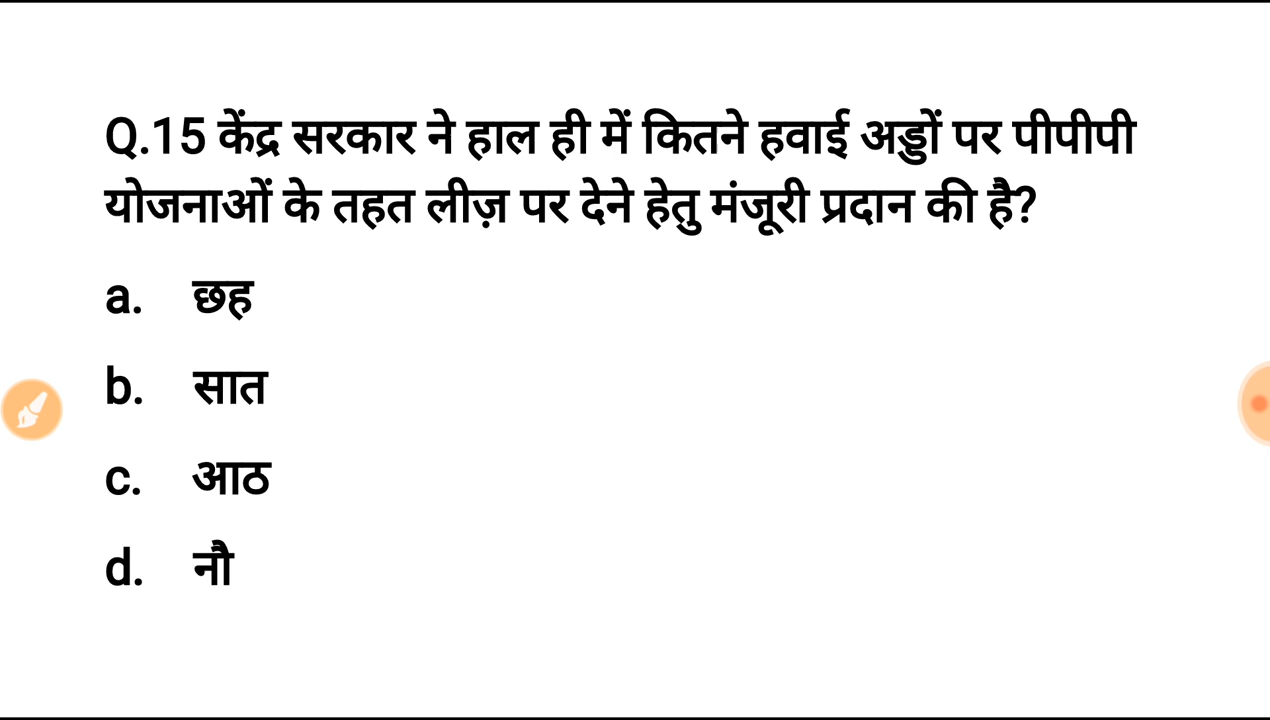 Q.15 केंद्र सरकार ने हाल ही में कितने हवाई अड्डों पर पीपीपी
योजनाओं के तहत लीज़ पर देने हेतु मंजूरी प्रदान की है?
a. छह
b. सात
c. आठ
d. नौ